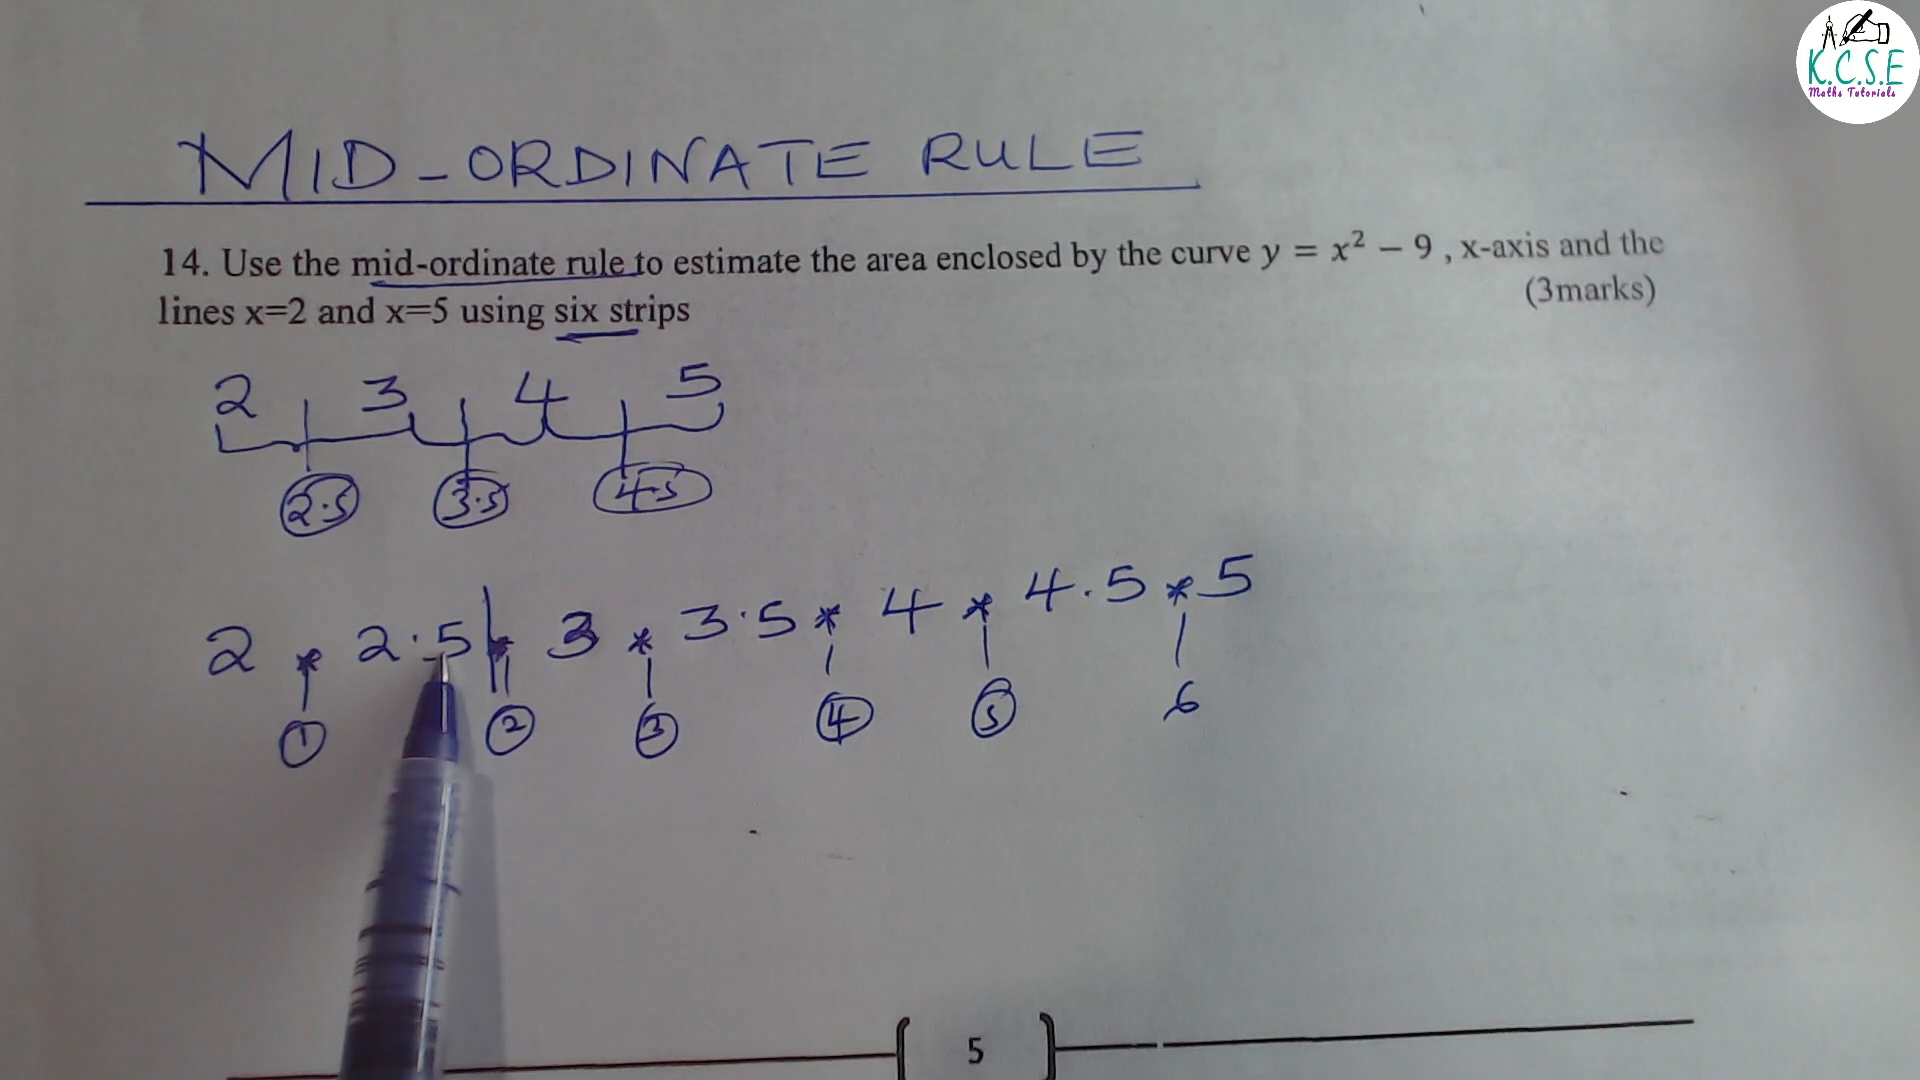 K.C.S.E
Maths Tutorials
MID-ORDINATE RULE
14. Use the mid-ordinate rule to estimate the area enclosed by the curve y = x² − 9 , x-axis and the
(3marks)
lines x=2 and x=5 using six strips
2 3 4 5
2.5 3.5 4.5
2 * 2.5 * 3 * 3.5 * 4 * 4.5 * 5
1 2 3 4 5 6
5